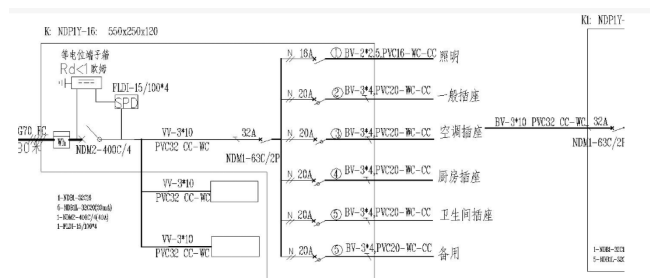 K: NDP1Y-16: 550x250x120
等电位端子箱
Rd<1欧姆
FLDI-15/100*4
SPD
G70 FC
30米
Wh
NDM2-400C/4
VV-3*10
PVC32 CC-WC
32A
NDM1-63C/2P
VV-3*10
PVC32 CC-WC
VV-3*10
PVC32 CC-WC
1-FLDI-15/100*4
N 16A ① BV-2*2.5,PVC16-WC-CC 照明
N 20A ② BV-3*4,PVC20-WC-CC 一般插座
N 20A ③ BV-3*4,PVC20-WC-CC 空调插座
N 20A ④ BV-3*4,PVC20-WC-CC 厨房插座
N 20A ⑤ BV-3*4,PVC20-WC-CC 卫生间插座
N 20A ⑤ BV-3*4,PVC20-WC-CC 备用
K1: NDP1Y-
BV-3*10 PVC32 CC-WC
32A
NDM1-63C/2P